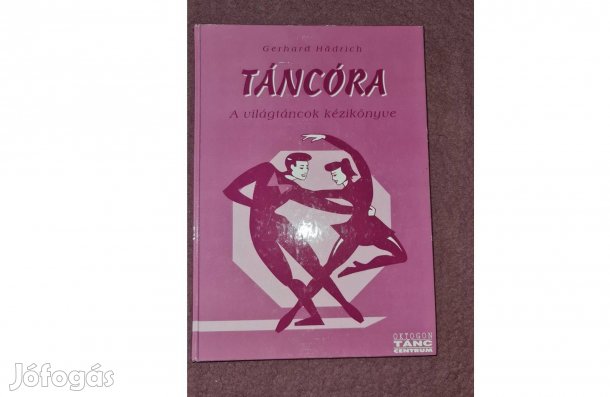 Gerhard Hädrich
TÁNCÓRA
A világtáncok kézikönyve
OKTOGON
TÁNC
CENTRUM
Jófogás